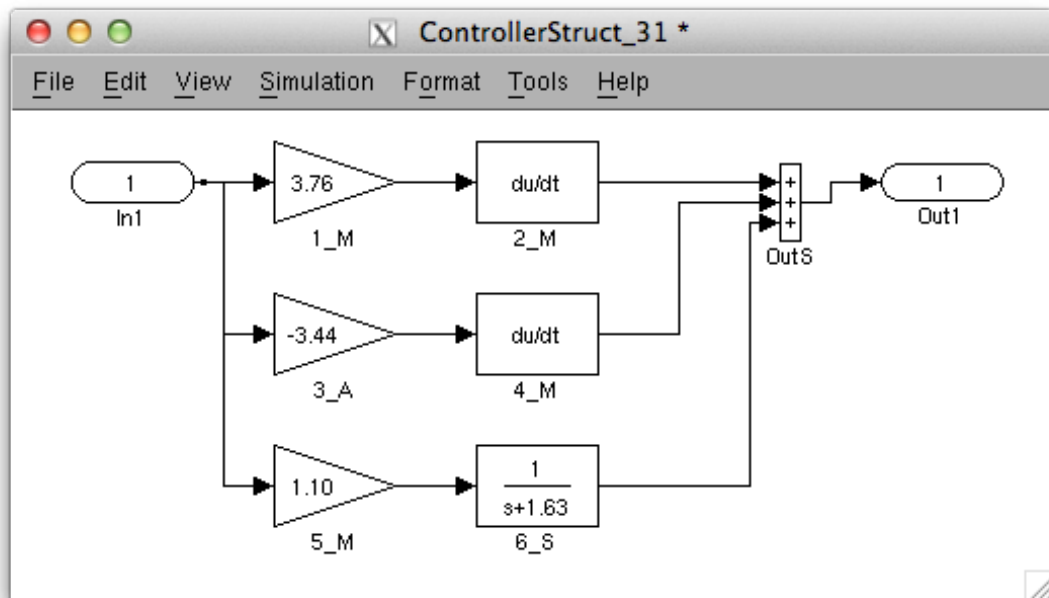 ControllerStruct_31 *
File Edit View Simulation Format Tools Help
1
In1
3.76
1_M
du/dt
2_M
+
+
+
OutS
1
Out1
-3.44
3_A
du/dt
4_M
1.10
5_M
1
s+1.63
6_S